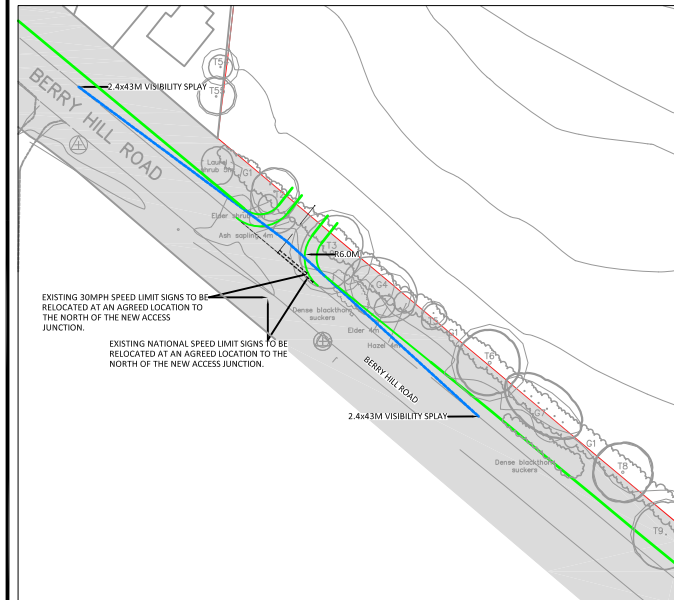 T5
T5S
2.4x43M VISIBILITY SPLAY
BERRY HILL ROAD
Laurel
shrub 3m
G1
Elder shrub
Ash sapling 4m
T3
R6.0M
G4
EXISTING 30MPH SPEED LIMIT SIGNS TO BE
RELOCATED AT AN AGREED LOCATION TO
THE NORTH OF THE NEW ACCESS
JUNCTION.
Dense blackthorn
suckers
Elder 4m
Hazel 4m
G1
EXISTING NATIONAL SPEED LIMIT SIGNS TO BE
RELOCATED AT AN AGREED LOCATION TO THE
NORTH OF THE NEW ACCESS JUNCTION.
T6
BERRY HILL ROAD
G7
2.4x43M VISIBILITY SPLAY
G1
Dense blackthorn
suckers
T8
T9